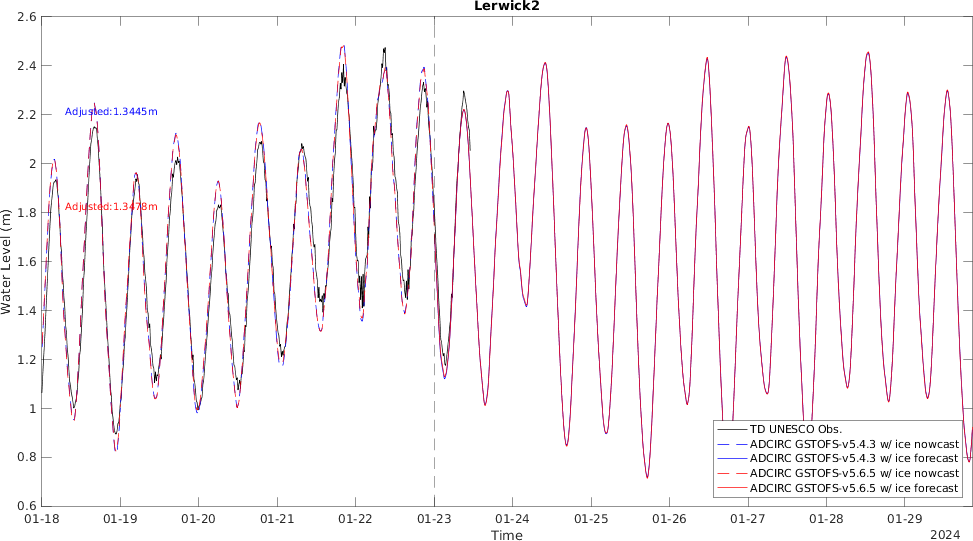 Lerwick2
2.6
2.4
2.2
2
1.8
1.6
1.4
1.2
1
0.8
0.6
Water Level (m)
Adjusted:1.3445m
Adjusted:1.3478m
TD UNESCO Obs.
ADCIRC GSTOFS-v5.4.3 w/ ice nowcast
ADCIRC GSTOFS-v5.4.3 w/ ice forecast
ADCIRC GSTOFS-v5.6.5 w/ ice nowcast
ADCIRC GSTOFS-v5.6.5 w/ ice forecast
01-18 01-19 01-20 01-21 01-22 01-23 01-24 01-25 01-26 01-27 01-28 01-29
Time
2024